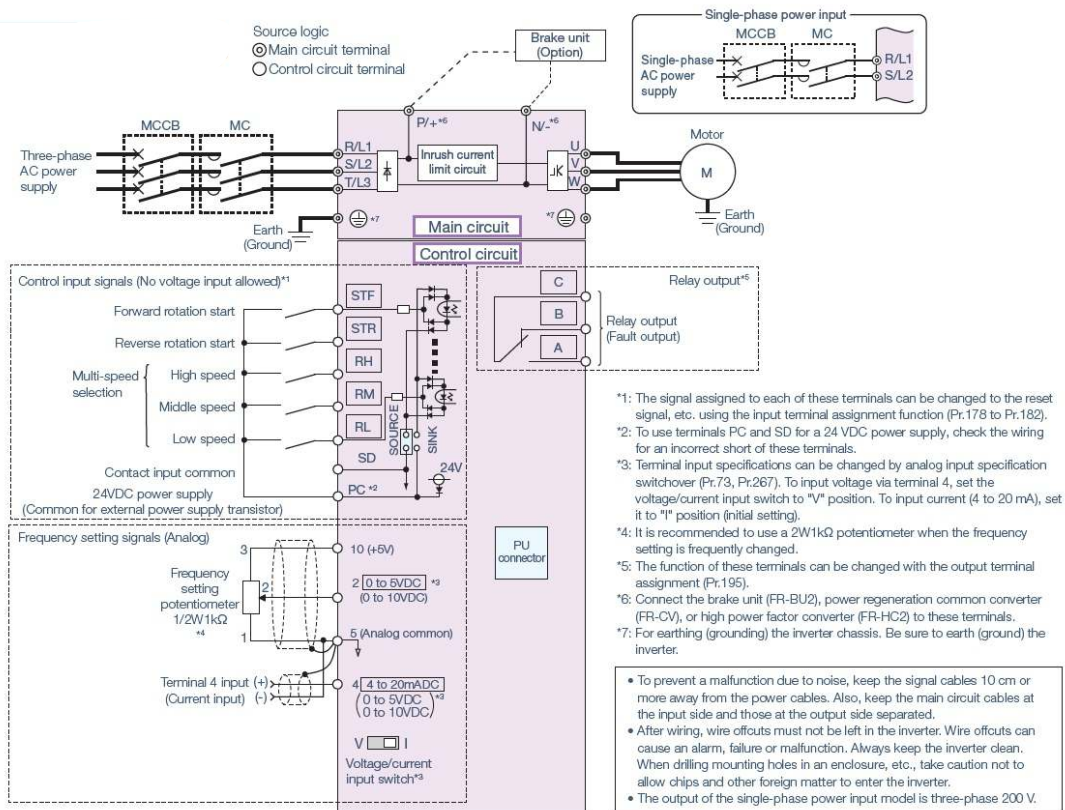 Source logic
Main circuit terminal
Control circuit terminal
Brake unit
(Option)
Single-phase power input
MCCB
MC
Single-phase
AC power
supply
R/L1
S/L2
MCCB
MC
Three-phase
AC power
supply
R/L1
S/L2
T/L3
P/+*6
N/-*6
Inrush current
limit circuit
U
V
W
Motor
M
Earth
(Ground)
*7
*7
Earth
(Ground)
Main circuit
Control circuit
Control input signals (No voltage input allowed)*1
Forward rotation start
Reverse rotation start
Multi-speed
selection
High speed
Middle speed
Low speed
Contact input common
24VDC power supply
(Common for external power supply transistor)
STF
STR
RH
RM
RL
SD
PC *2
SOURCE
SINK
24V
Relay output*5
C
B
A
Relay output
(Fault output)
Frequency setting signals (Analog)
Frequency
setting
potentiometer
1/2W1kΩ
*4
3
2
1
10 (+5V)
2 0 to 5VDC *3
(0 to 10VDC)
5 (Analog common)
Terminal 4 input (+)
(Current input) (-)
4 4 to 20mADC
(0 to 5VDC
0 to 10VDC)*3
V I
Voltage/current
input switch*3
PU
connector
*1: The signal assigned to each of these terminals can be changed to the reset
signal, etc. using the input terminal assignment function (Pr.178 to Pr.182).
*2: To use terminals PC and SD for a 24 VDC power supply, check the wiring
for an incorrect short of these terminals.
*3: Terminal input specifications can be changed by analog input specification
switchover (Pr.73, Pr.267). To input voltage via terminal 4, set the
voltage/current input switch to "V" position. To input current (4 to 20 mA), set
it to "I" position (initial setting).
*4: It is recommended to use a 2W1kΩ potentiometer when the frequency
setting is frequently changed.
*5: The function of these terminals can be changed with the output terminal
assignment (Pr.195).
*6: Connect the brake unit (FR-BU2), power regeneration common converter
(FR-CV), or high power factor converter (FR-HC2) to these terminals.
*7: For earthing (grounding) the inverter chassis. Be sure to earth (ground) the
inverter.
• To prevent a malfunction due to noise, keep the signal cables 10 cm or
more away from the power cables. Also, keep the main circuit cables at
the input side and those at the output side separated.
• After wiring, wire offcuts must not be left in the inverter. Wire offcuts can
cause an alarm, failure or malfunction. Always keep the inverter clean.
When drilling mounting holes in an enclosure, etc., take caution not to
allow chips and other foreign matter to enter the inverter.
• The output of the single-phase power input model is three-phase 200 V.